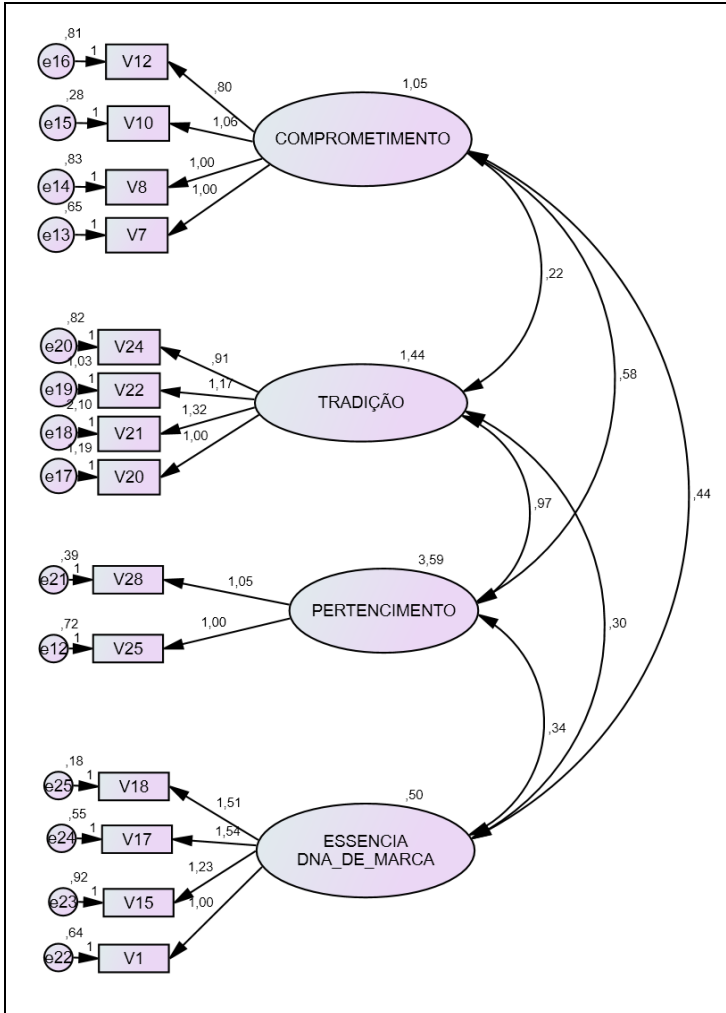 ,81
e16 1 V12
,80
1,05
,28
e15 1 V10
1,06
COMPROMETIMENTO
,83
e14 1 V8
1,00
,65
e13 1 V7
1,00
,22
,82
e20 1 V24
,91
1,44
1,03
e19 1 V22
1,17
TRADIÇÃO
,58
2,10
e18 1 V21
1,32
1,19
e17 1 V20
1,00
,97
,44
,39
e21 1 V28
1,05
3,59
PERTENCIMENTO
,72
e12 1 V25
1,00
,30
,34
,18
e25 1 V18
1,51
,50
,55
e24 1 V17
1,54
ESSENCIA
DNA_DE_MARCA
,92
e23 1 V15
1,23
,64
e22 1 V1
1,00